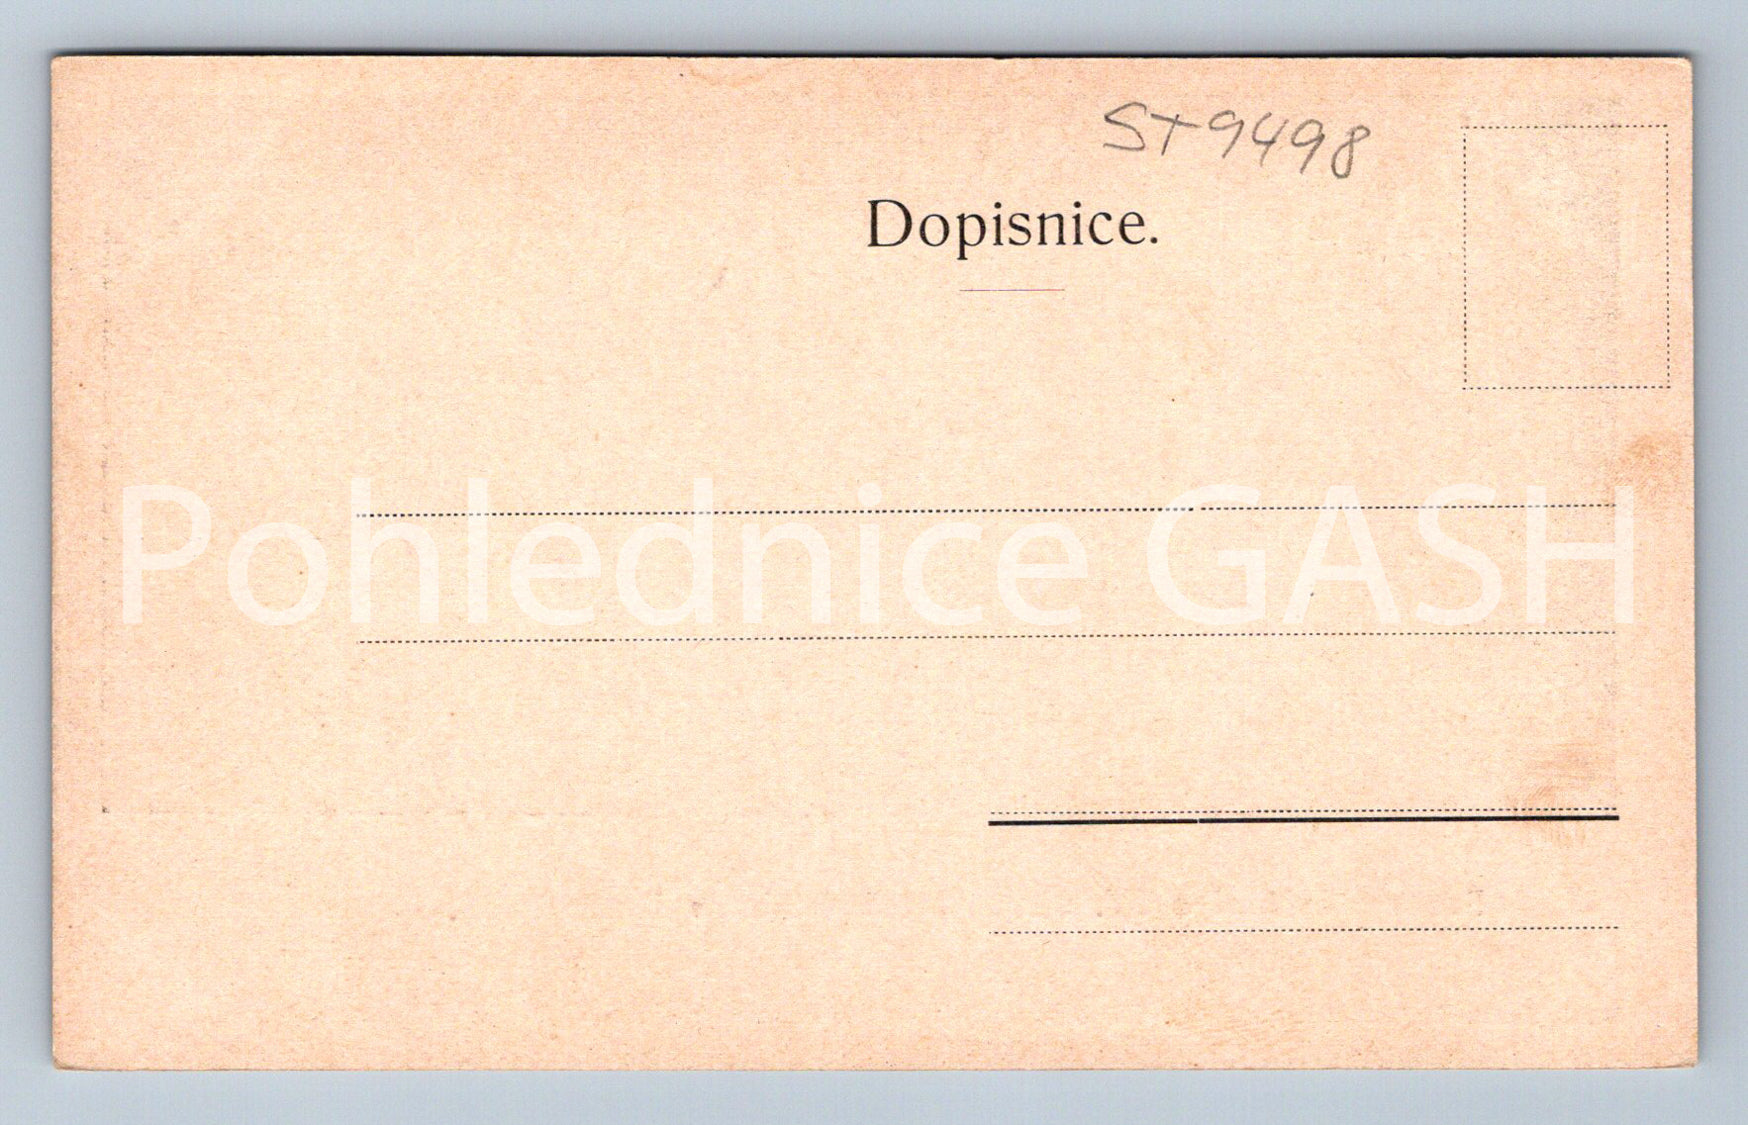 ST9498
Dopisnice.
Pohlednice GASH